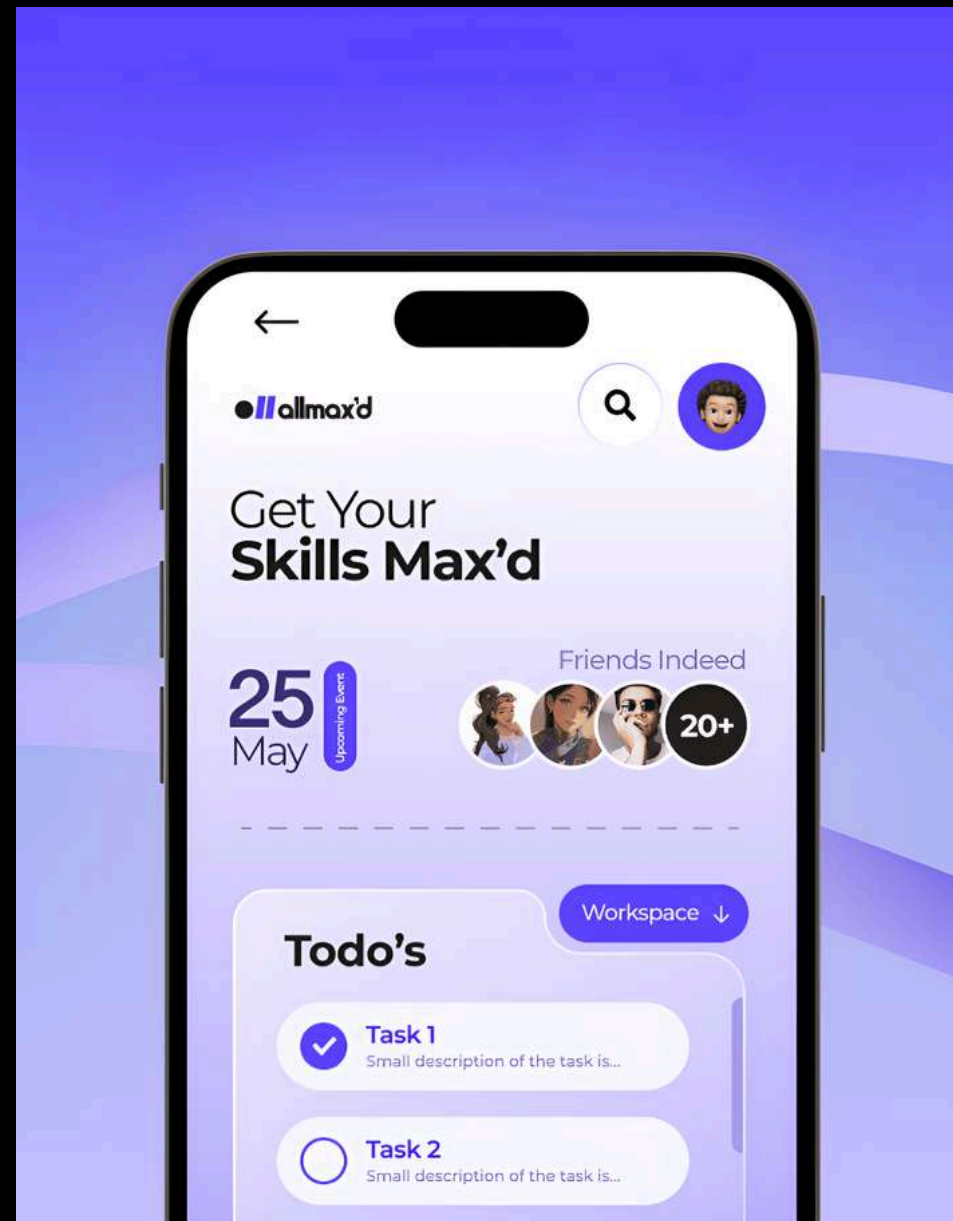 allmax'd
Get Your
Skills Max’d
25
May
Upcoming Event
Friends Indeed
20+
Workspace
Todo’s
Task 1
Small description of the task is...
Task 2
Small description of the task is...